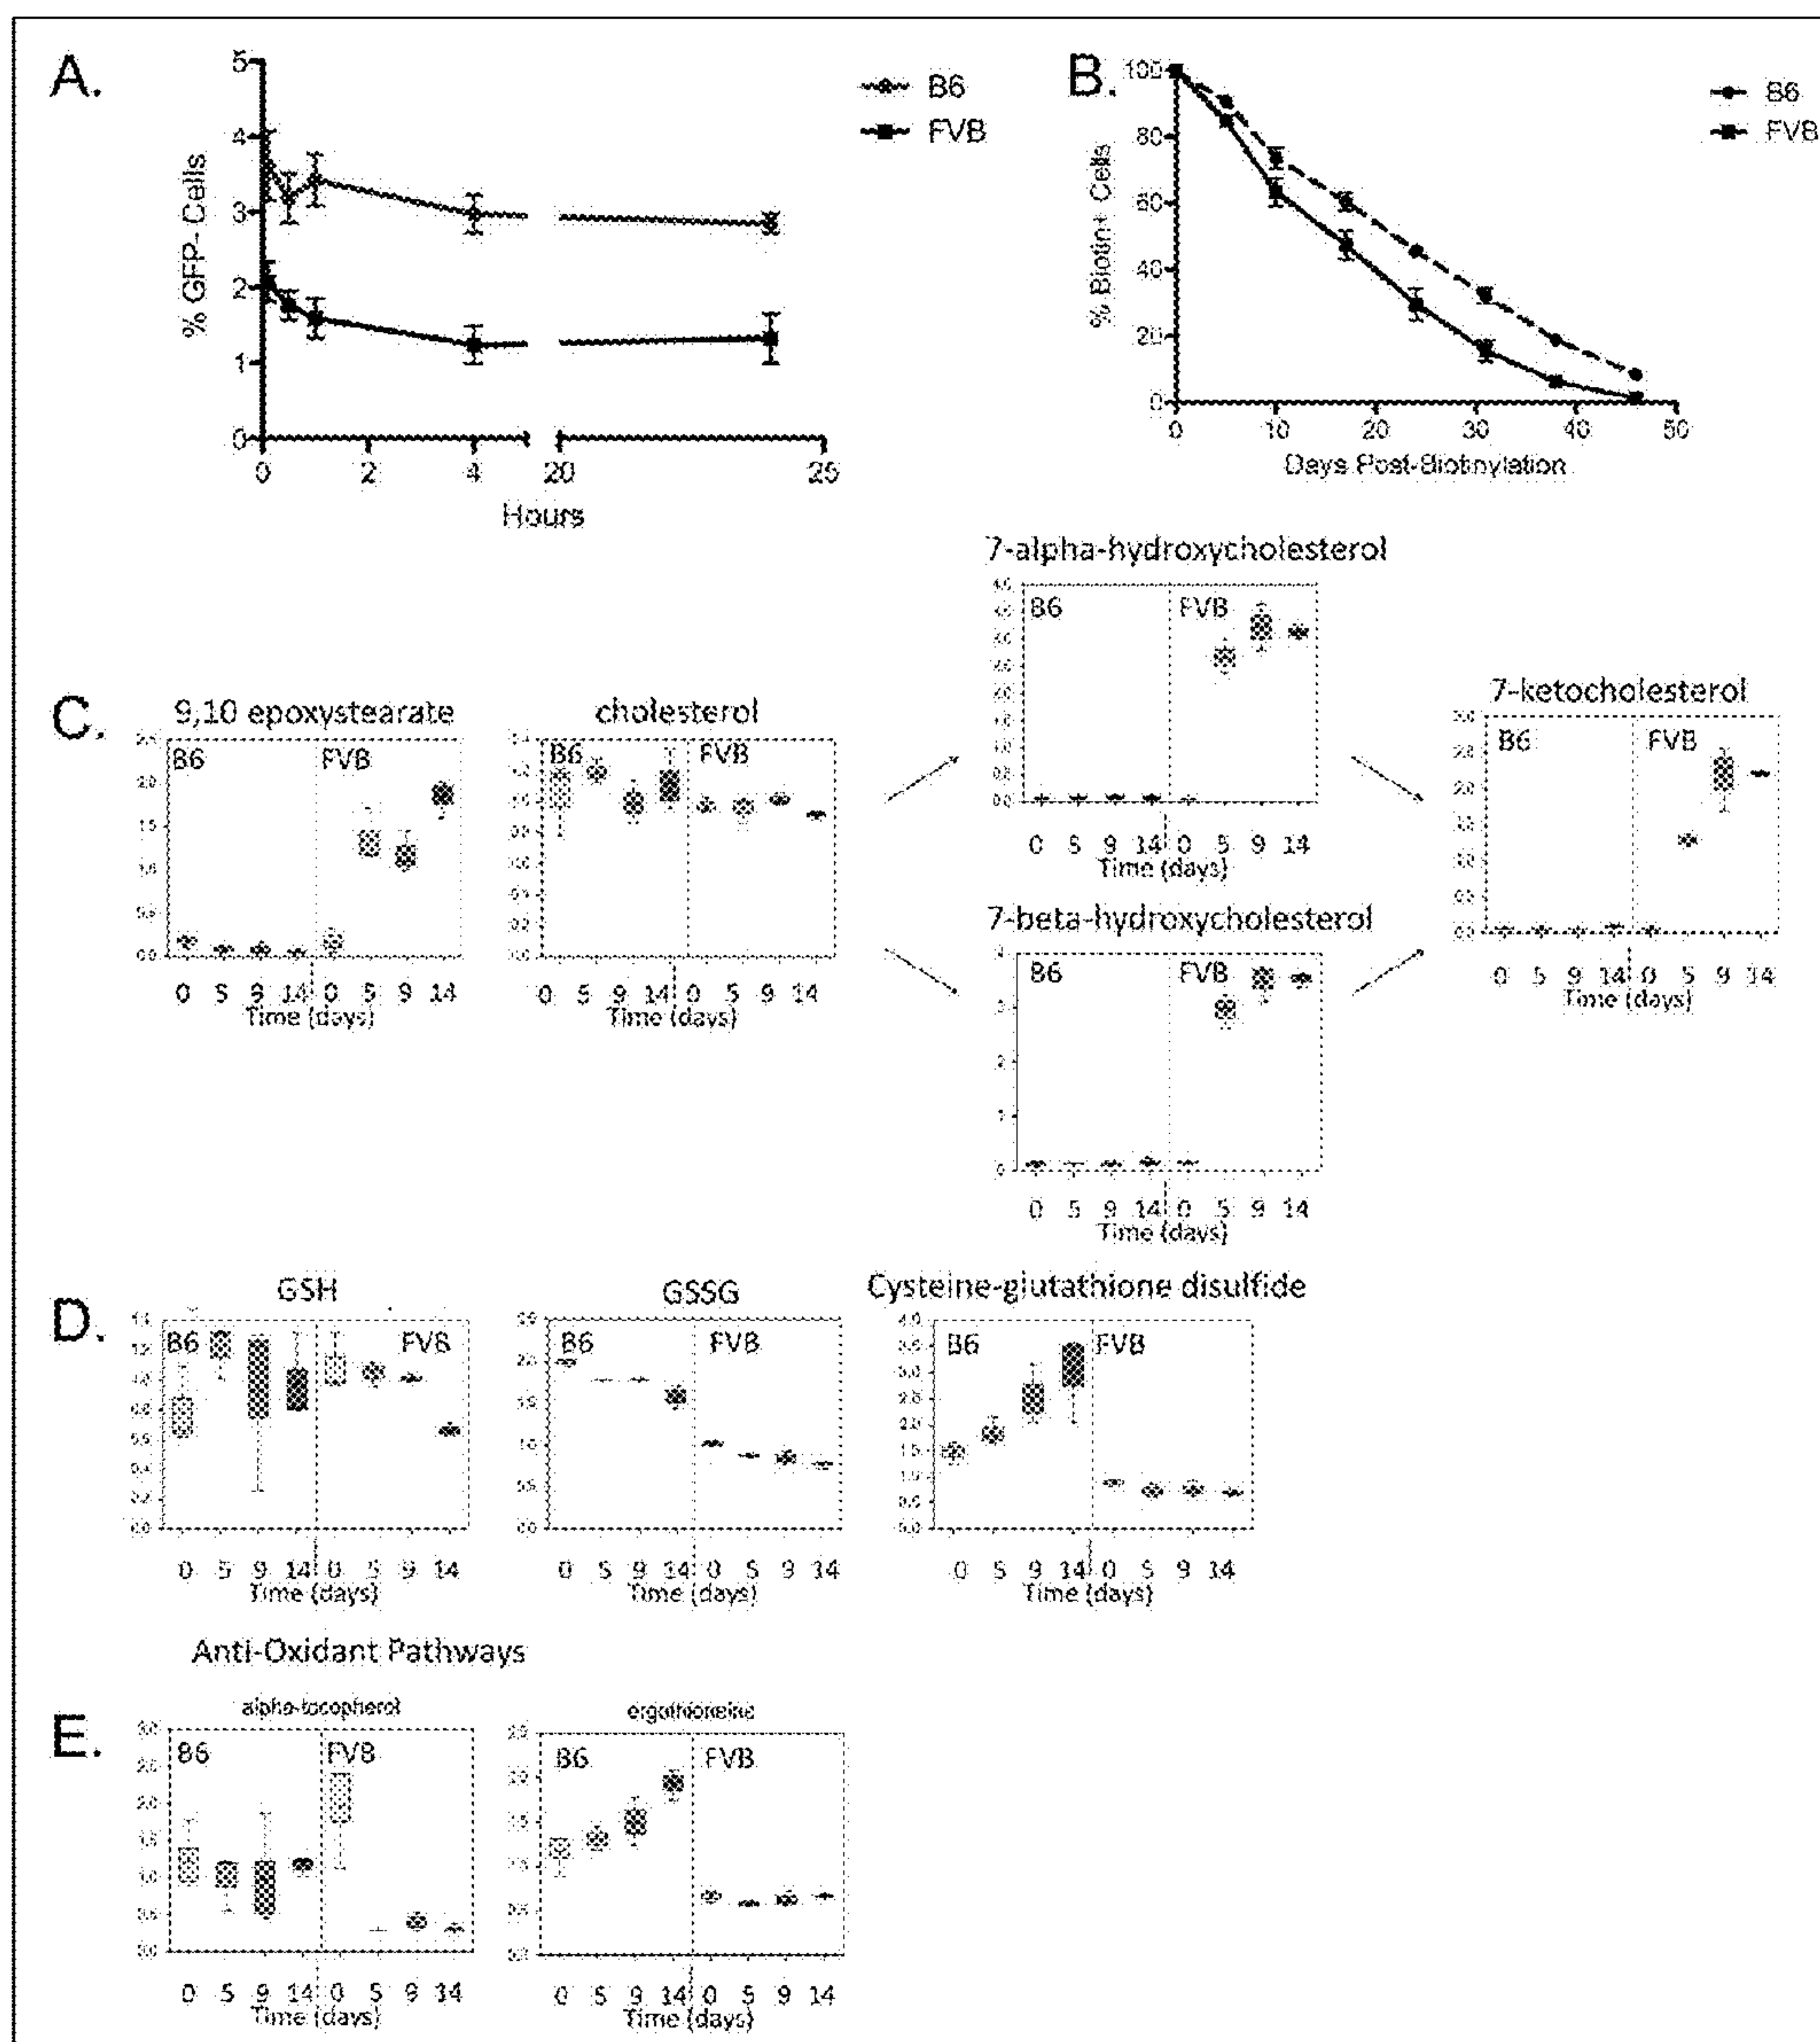 A.
% GFP- Cells
5
4
3
2
1
0
0 2 4 20 25
Hours
B6
FVB
B.
% Biotin+ Cells
100
80
60
40
20
0
0 10 20 30 40 50
Days Post-Biotinylation
B6
FVB
C.
9,10 epoxystearate
B6 FVB
0 5 9 14 0 5 9 14
Time (days)
cholesterol
B6 FVB
0 5 9 14 0 5 9 14
Time (days)
7-alpha-hydroxycholesterol
B6 FVB
0 5 9 14 0 5 9 14
Time (days)
7-beta-hydroxycholesterol
B6 FVB
0 5 9 14 0 5 9 14
Time (days)
7-ketocholesterol
B6 FVB
0 5 9 14 0 5 9 14
Time (days)
D.
GSH
B6 FVB
0 5 9 14 0 5 9 14
Time (days)
GSSG
B6 FVB
0 5 9 14 0 5 9 14
Time (days)
Cysteine-glutathione disulfide
B6 FVB
0 5 9 14 0 5 9 14
Time (days)
Anti-Oxidant Pathways
E.
alpha-tocopherol
B6 FVB
0 5 9 14 0 5 9 14
Time (days)
ergothioneine
B6 FVB
0 5 9 14 0 5 9 14
Time (days)